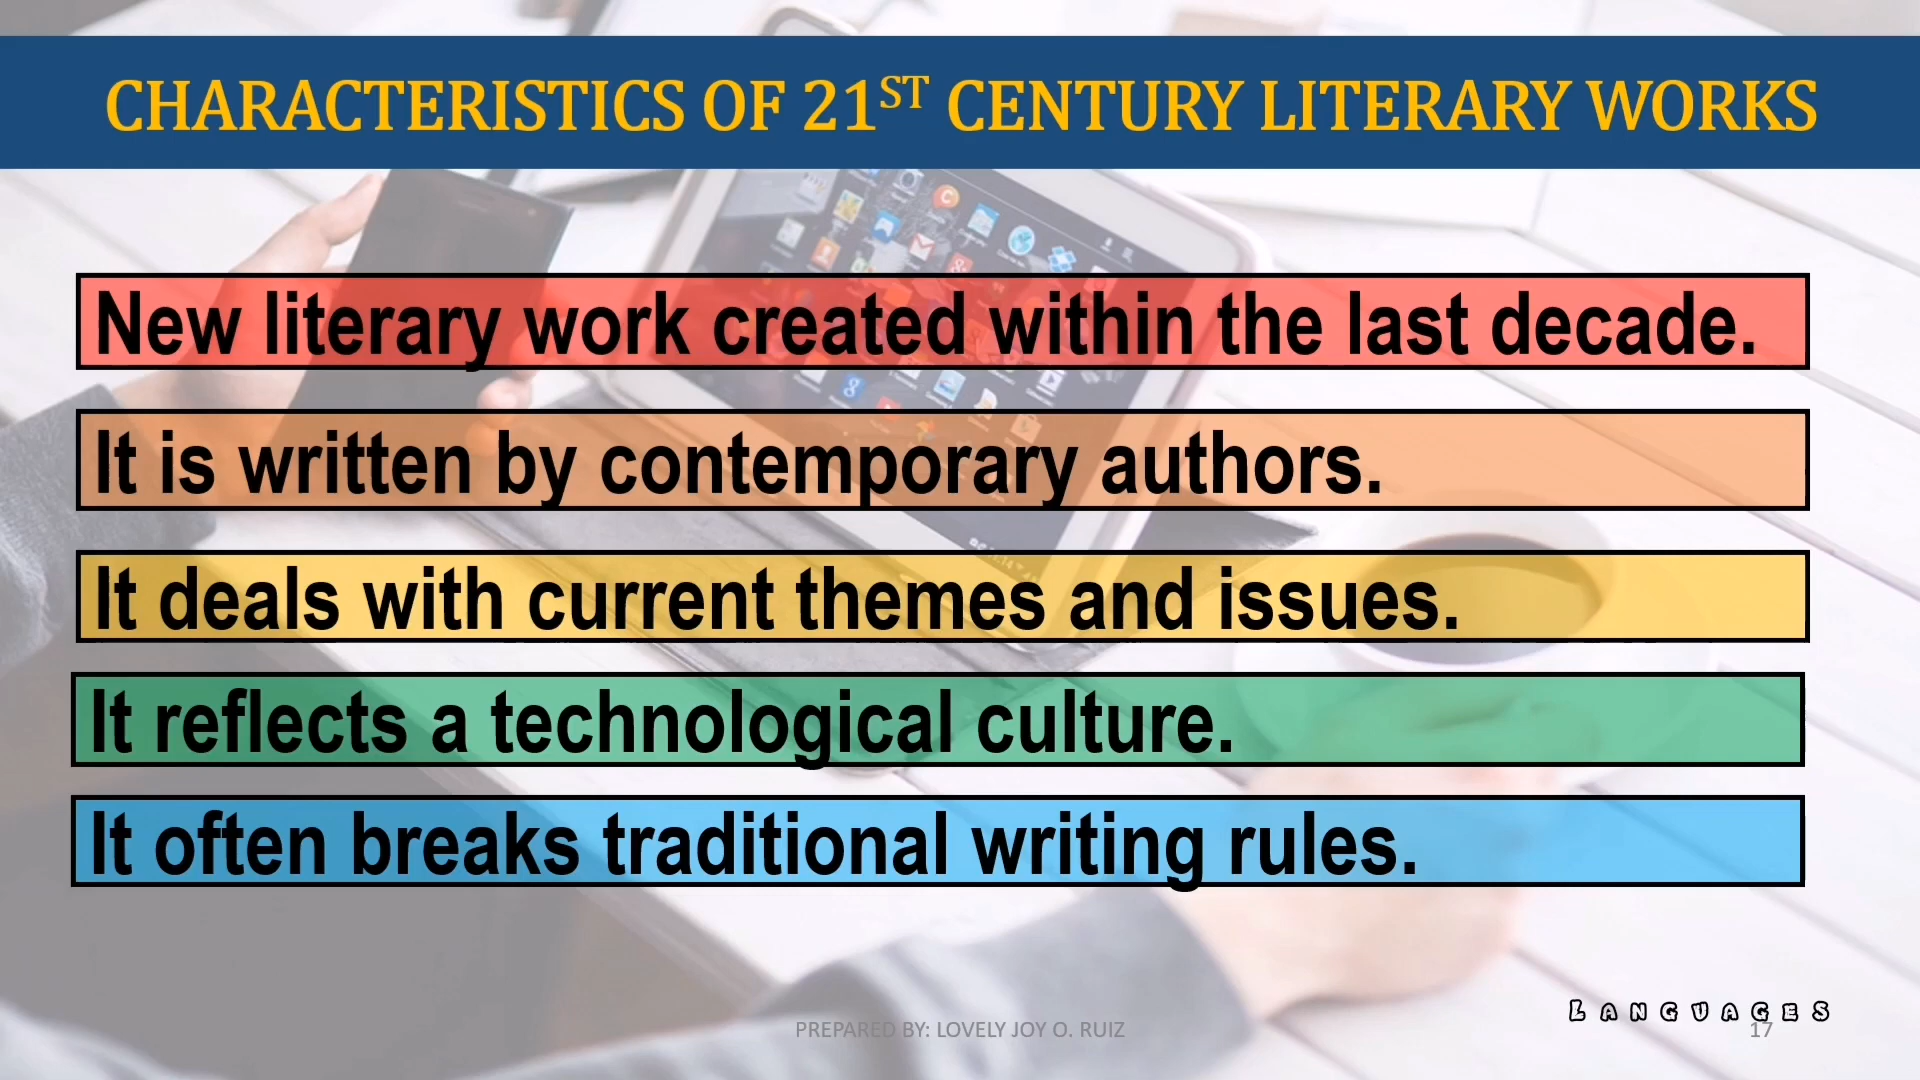 CHARACTERISTICS OF 21ST CENTURY LITERARY WORKS
New literary work created within the last decade.
It is written by contemporary authors.
It deals with current themes and issues.
It reflects a technological culture.
It often breaks traditional writing rules.
LANGUAGES
PREPARED BY: LOVELY JOY O. RUIZ
17